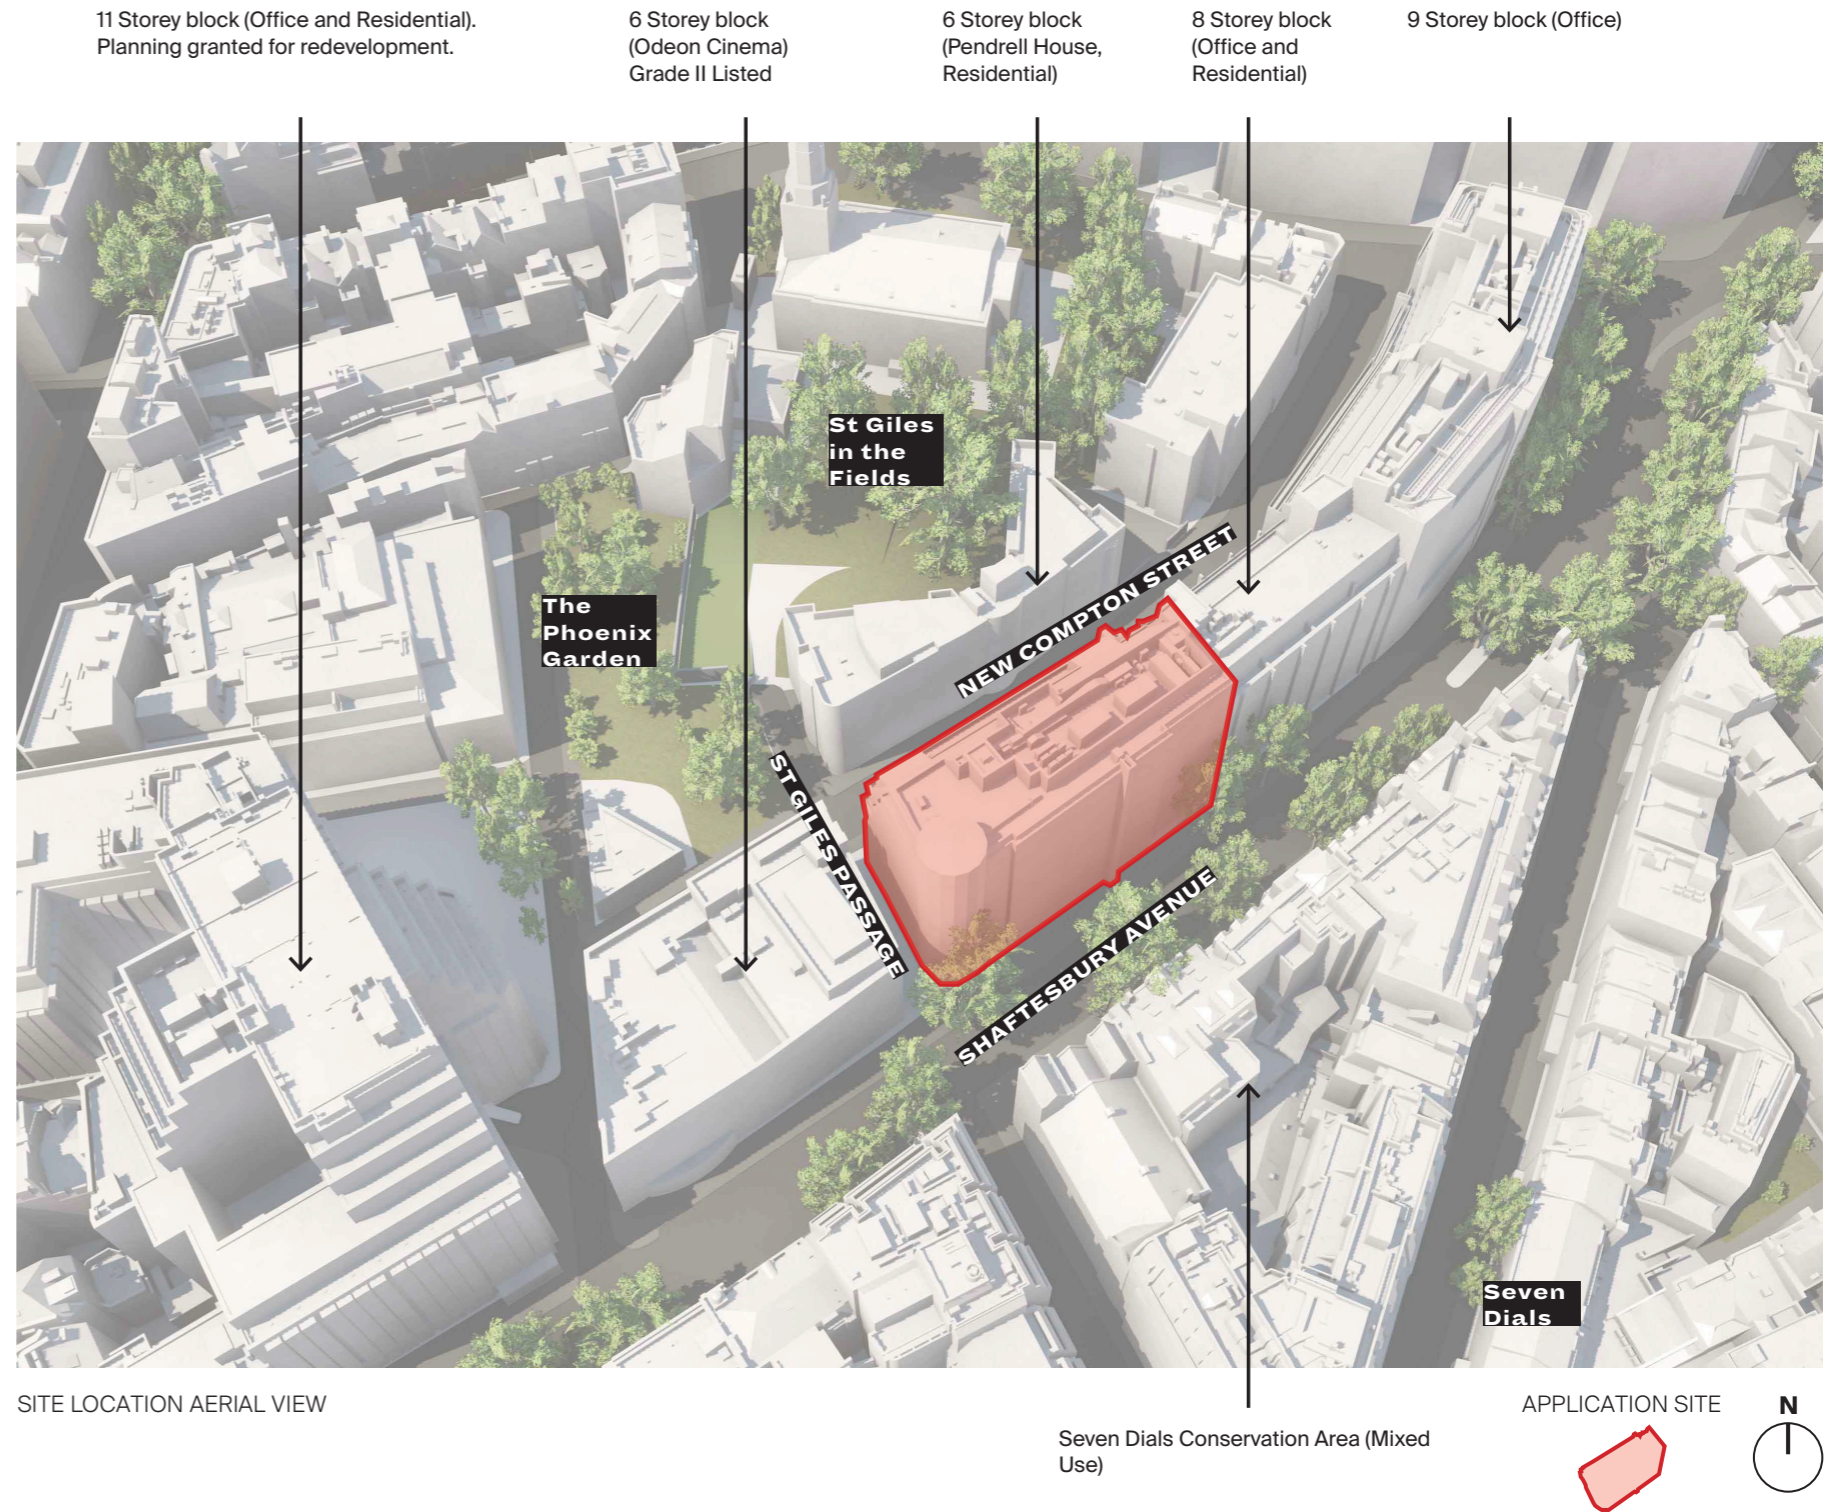 11 Storey block (Office and Residential).
Planning granted for redevelopment.
6 Storey block
(Odeon Cinema)
Grade II Listed
6 Storey block
(Pendrell House,
Residential)
8 Storey block
(Office and
Residential)
9 Storey block (Office)
St Giles
in the
Fields
The
Phoenix
Garden
NEW COMPTON STREET
ST GILES PASSAGE
SHAFTESBURY AVENUE
Seven
Dials
SITE LOCATION AERIAL VIEW
Seven Dials Conservation Area (Mixed
Use)
APPLICATION SITE
N